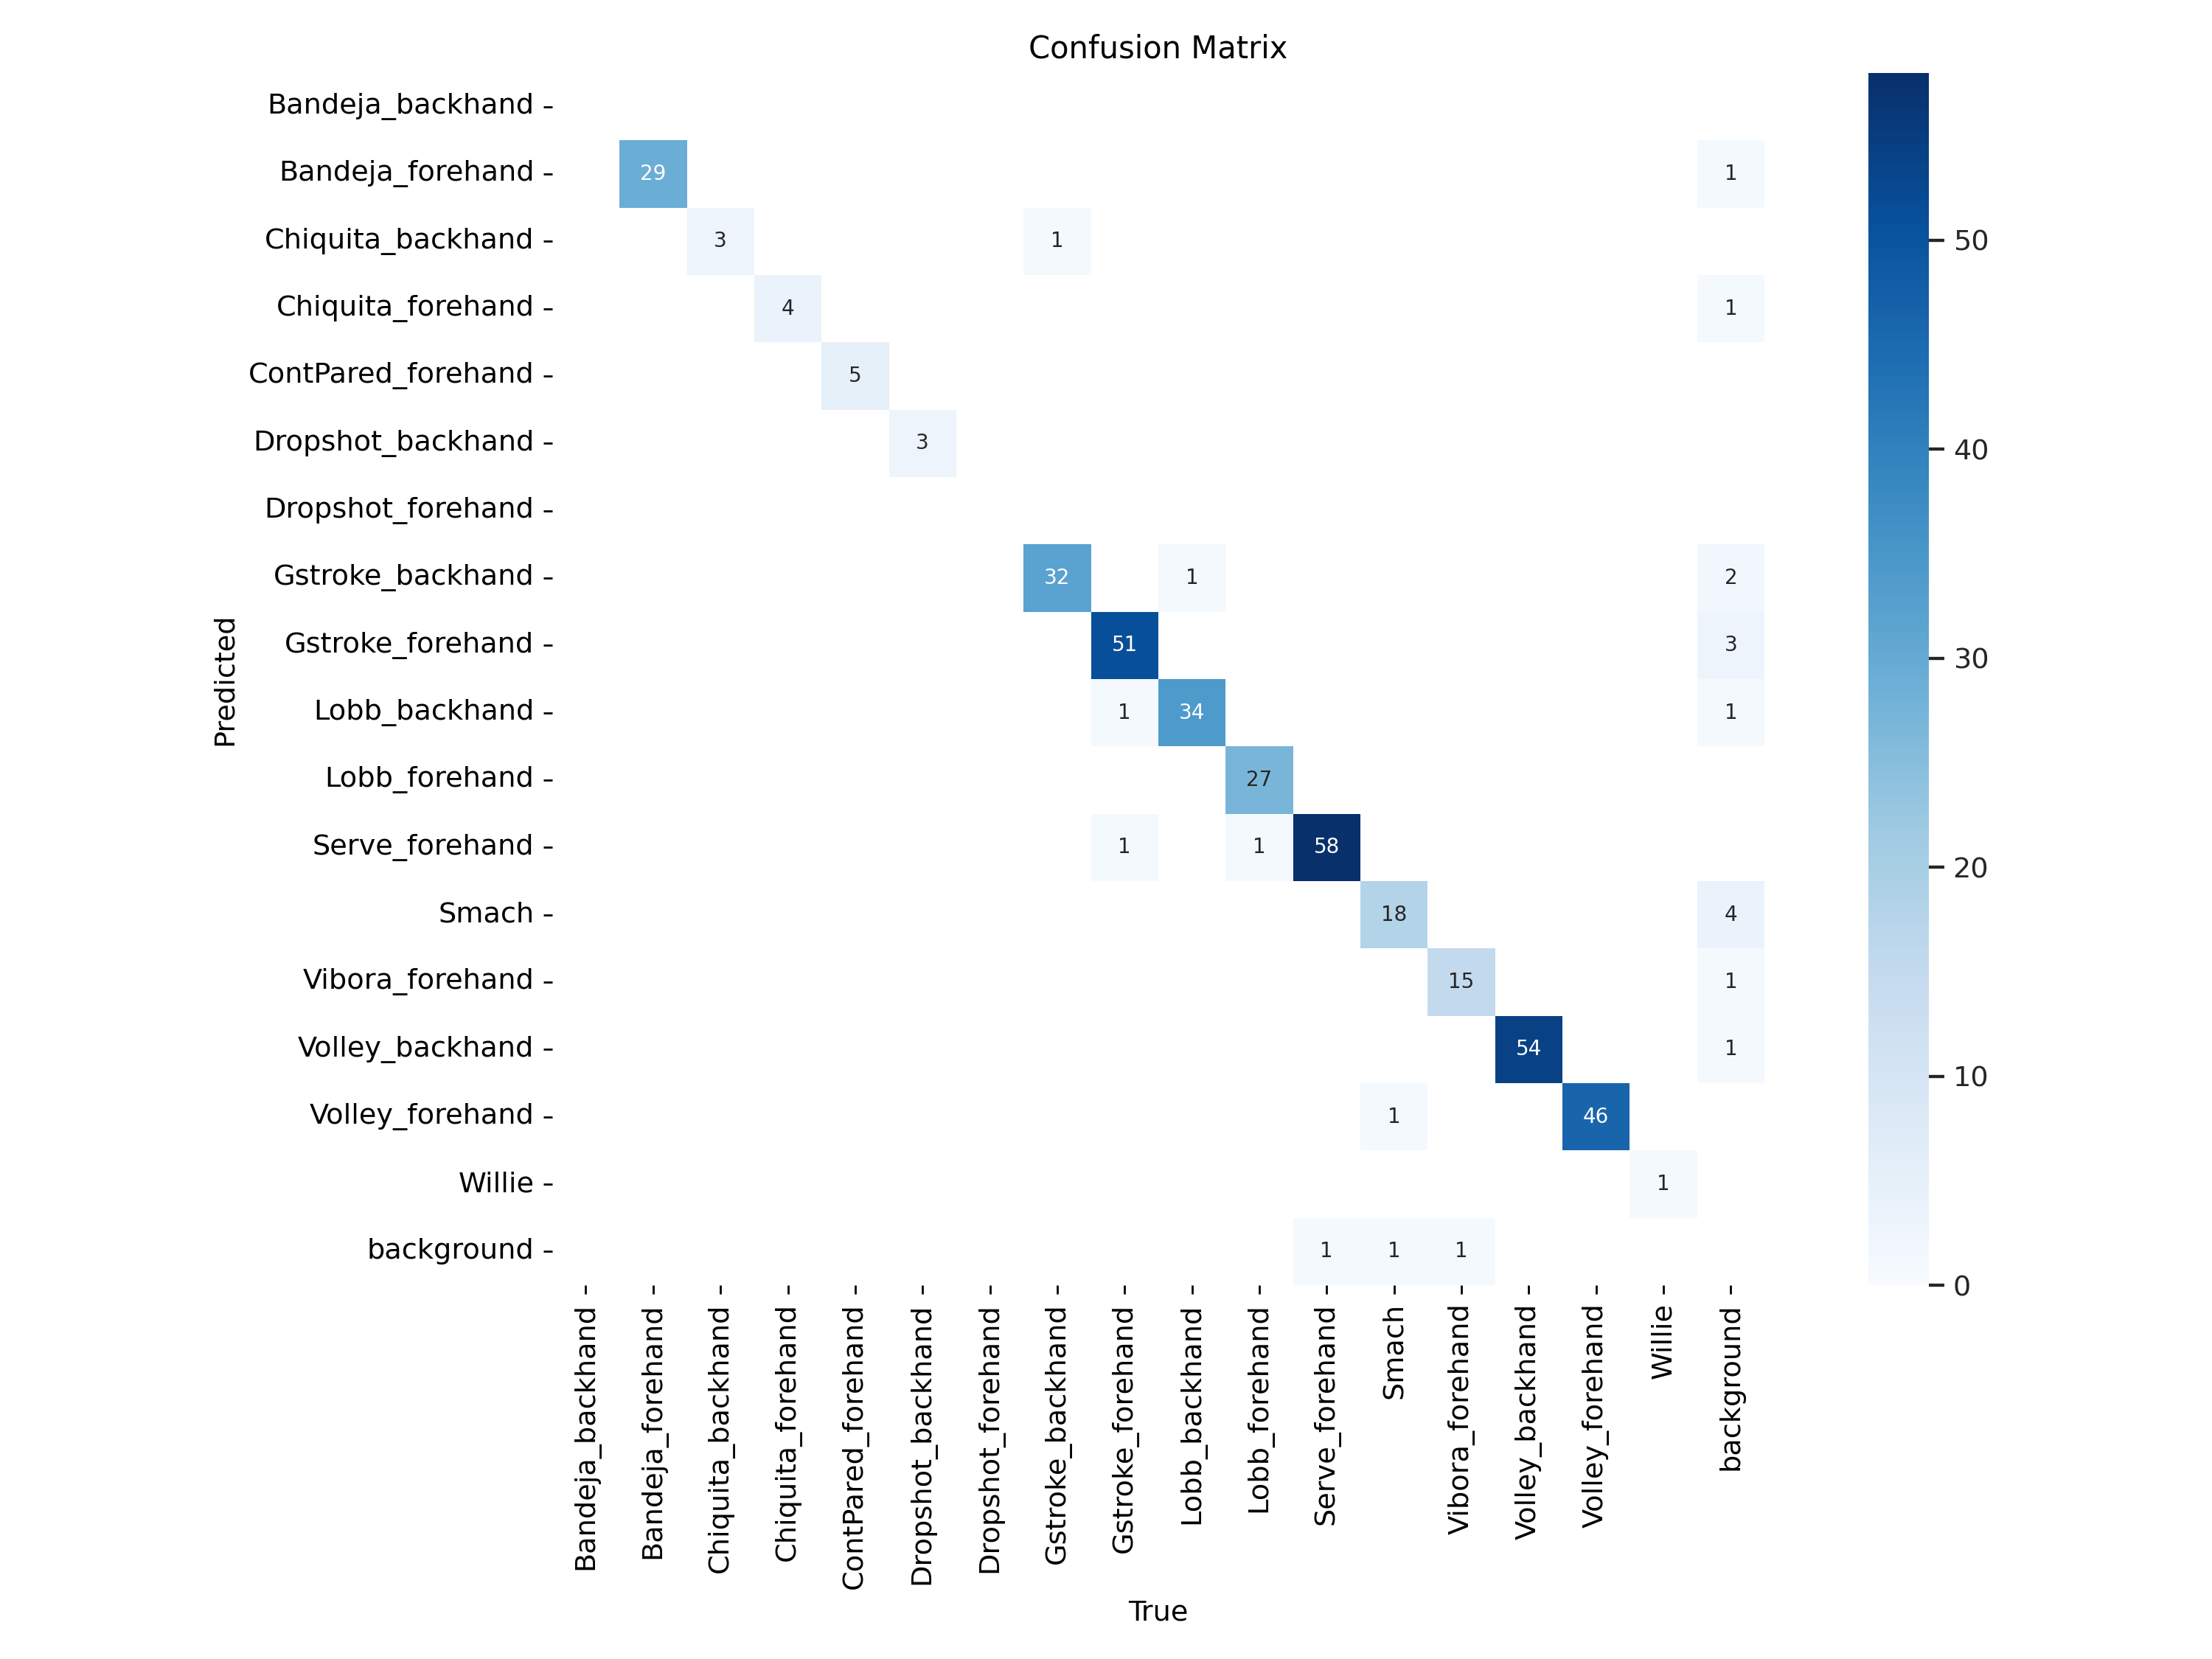 Confusion Matrix
Predicted
Bandeja_backhand
Bandeja_forehand 29 1
Chiquita_backhand 3 1
Chiquita_forehand 4 1
ContPared_forehand 5
Dropshot_backhand 3
Dropshot_forehand
Gstroke_backhand 32 1 2
Gstroke_forehand 51 3
Lobb_backhand 1 34 1
Lobb_forehand 27
Serve_forehand 1 1 58
Smach 18 4
Vibora_forehand 15 1
Volley_backhand 54 1
Volley_forehand 1 46
Willie 1
background 1 1 1
Bandeja_backhand
Bandeja_forehand
Chiquita_backhand
Chiquita_forehand
ContPared_forehand
Dropshot_backhand
Dropshot_forehand
Gstroke_backhand
Gstroke_forehand
Lobb_backhand
Lobb_forehand
Serve_forehand
Smach
Vibora_forehand
Volley_backhand
Volley_forehand
Willie
background
True
50
40
30
20
10
0